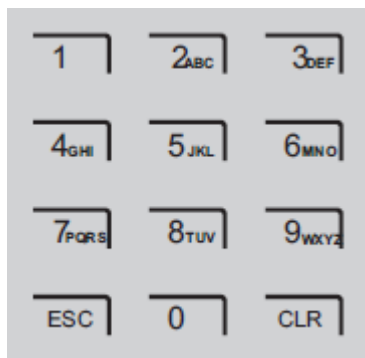 1 2ABC 3DEF
4GHI 5JKL 6MNO
7PQRS 8TUV 9WXYZ
ESC 0 CLR